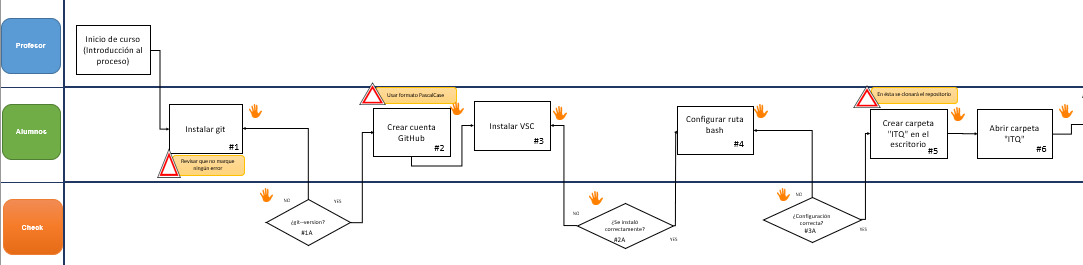 Profesor
Inicio de curso
(Introducción al
proceso)
Alumnos
Instalar git
#1
Revisar que no marque
ningún error
Usar formato PascalCase
Crear cuenta
GitHub
#2
Instalar VSC
#3
Configurar ruta
bash
#4
En ésta se clonará el repositorio
Crear carpeta
"ITQ" en el
escritorio
#5
Abrir carpeta
"ITQ"
#6
Check
NO
YES
¿git--version?
#1A
NO
¿Se instaló
correctamente?
#2A
YES
NO
¿Configuración
correcta?
#3A
YES